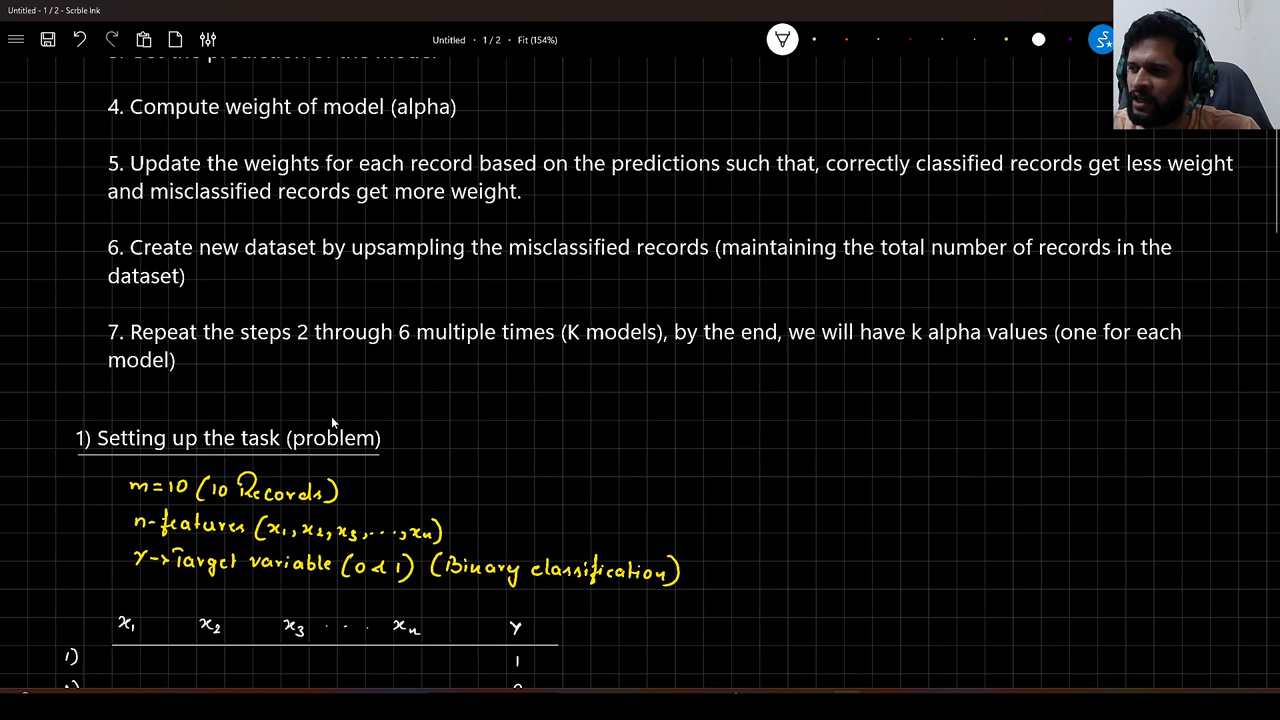 Untitled - 1 / 2 - Scrble Ink
Untitled · 1 / 2 · Fit (154%)
4. Compute weight of model (alpha)
5. Update the weights for each record based on the predictions such that, correctly classified records get less weight
and misclassified records get more weight.
6. Create new dataset by upsampling the misclassified records (maintaining the total number of records in the
dataset)
7. Repeat the steps 2 through 6 multiple times (K models), by the end, we will have k alpha values (one for each
model)
1) Setting up the task (problem)
m=10 (10 Records)
n-features (x₁, x₂, x₃, ..., xₙ)
Y→Target variable (0 & 1) (Binary classification)
x₁ x₂ x₃ . . . xₙ Y
1) 1